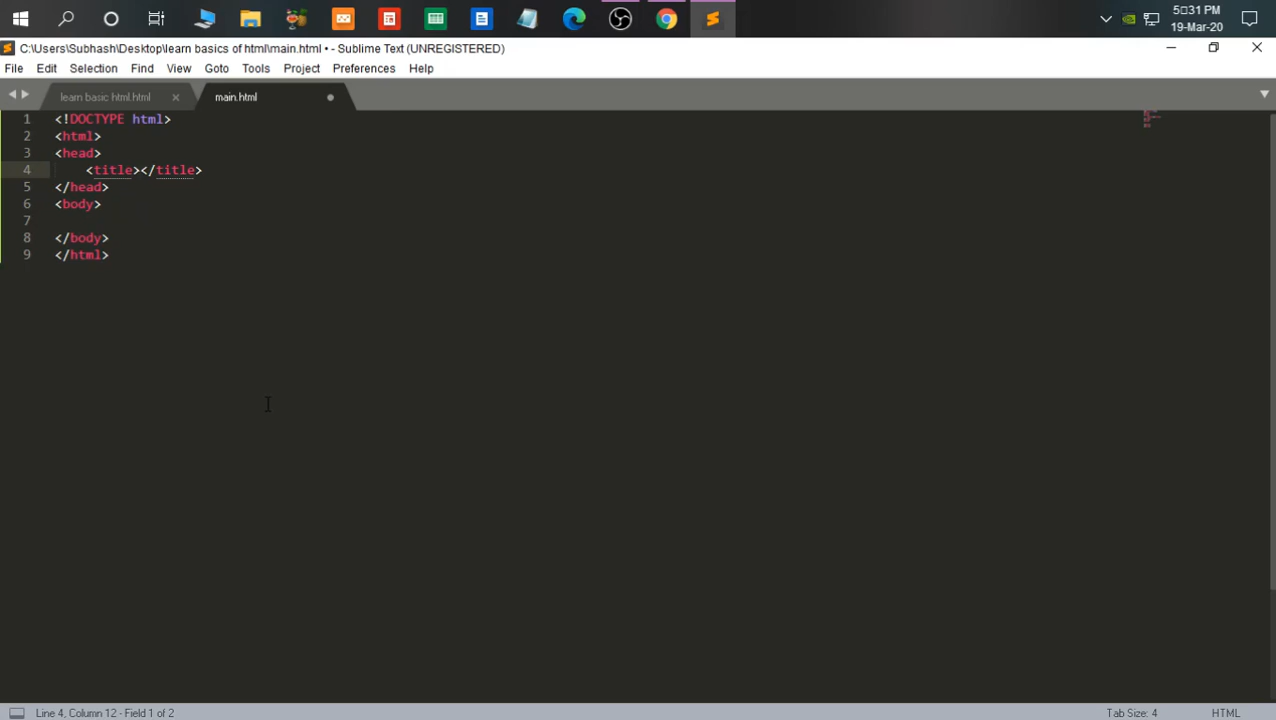 5□31 PM
19-Mar-20
C:\Users\Subhash\Desktop\learn basics of html\main.html • - Sublime Text (UNREGISTERED)
File Edit Selection Find View Goto Tools Project Preferences Help
learn basic html.html main.html
1 <!DOCTYPE html>
2 <html>
3 <head>
4 <title></title>
5 </head>
6 <body>
7
8 </body>
9 </html>
Line 4, Column 12 - Field 1 of 2 Tab Size: 4 HTML